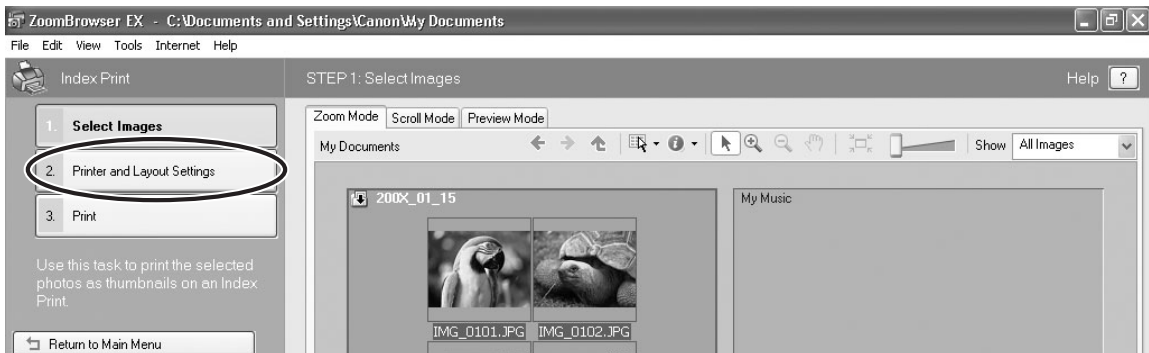 ZoomBrowser EX - C:\Documents and Settings\Canon\My Documents
File Edit View Tools Internet Help
Index Print
STEP 1: Select Images
Help ?
1. Select Images
2. Printer and Layout Settings
3. Print
Use this task to print the selected
photos as thumbnails on an Index
Print.
Return to Main Menu
Zoom Mode Scroll Mode Preview Mode
My Documents
Show All Images
200X_01_15
My Music
IMG_0101.JPG IMG_0102.JPG